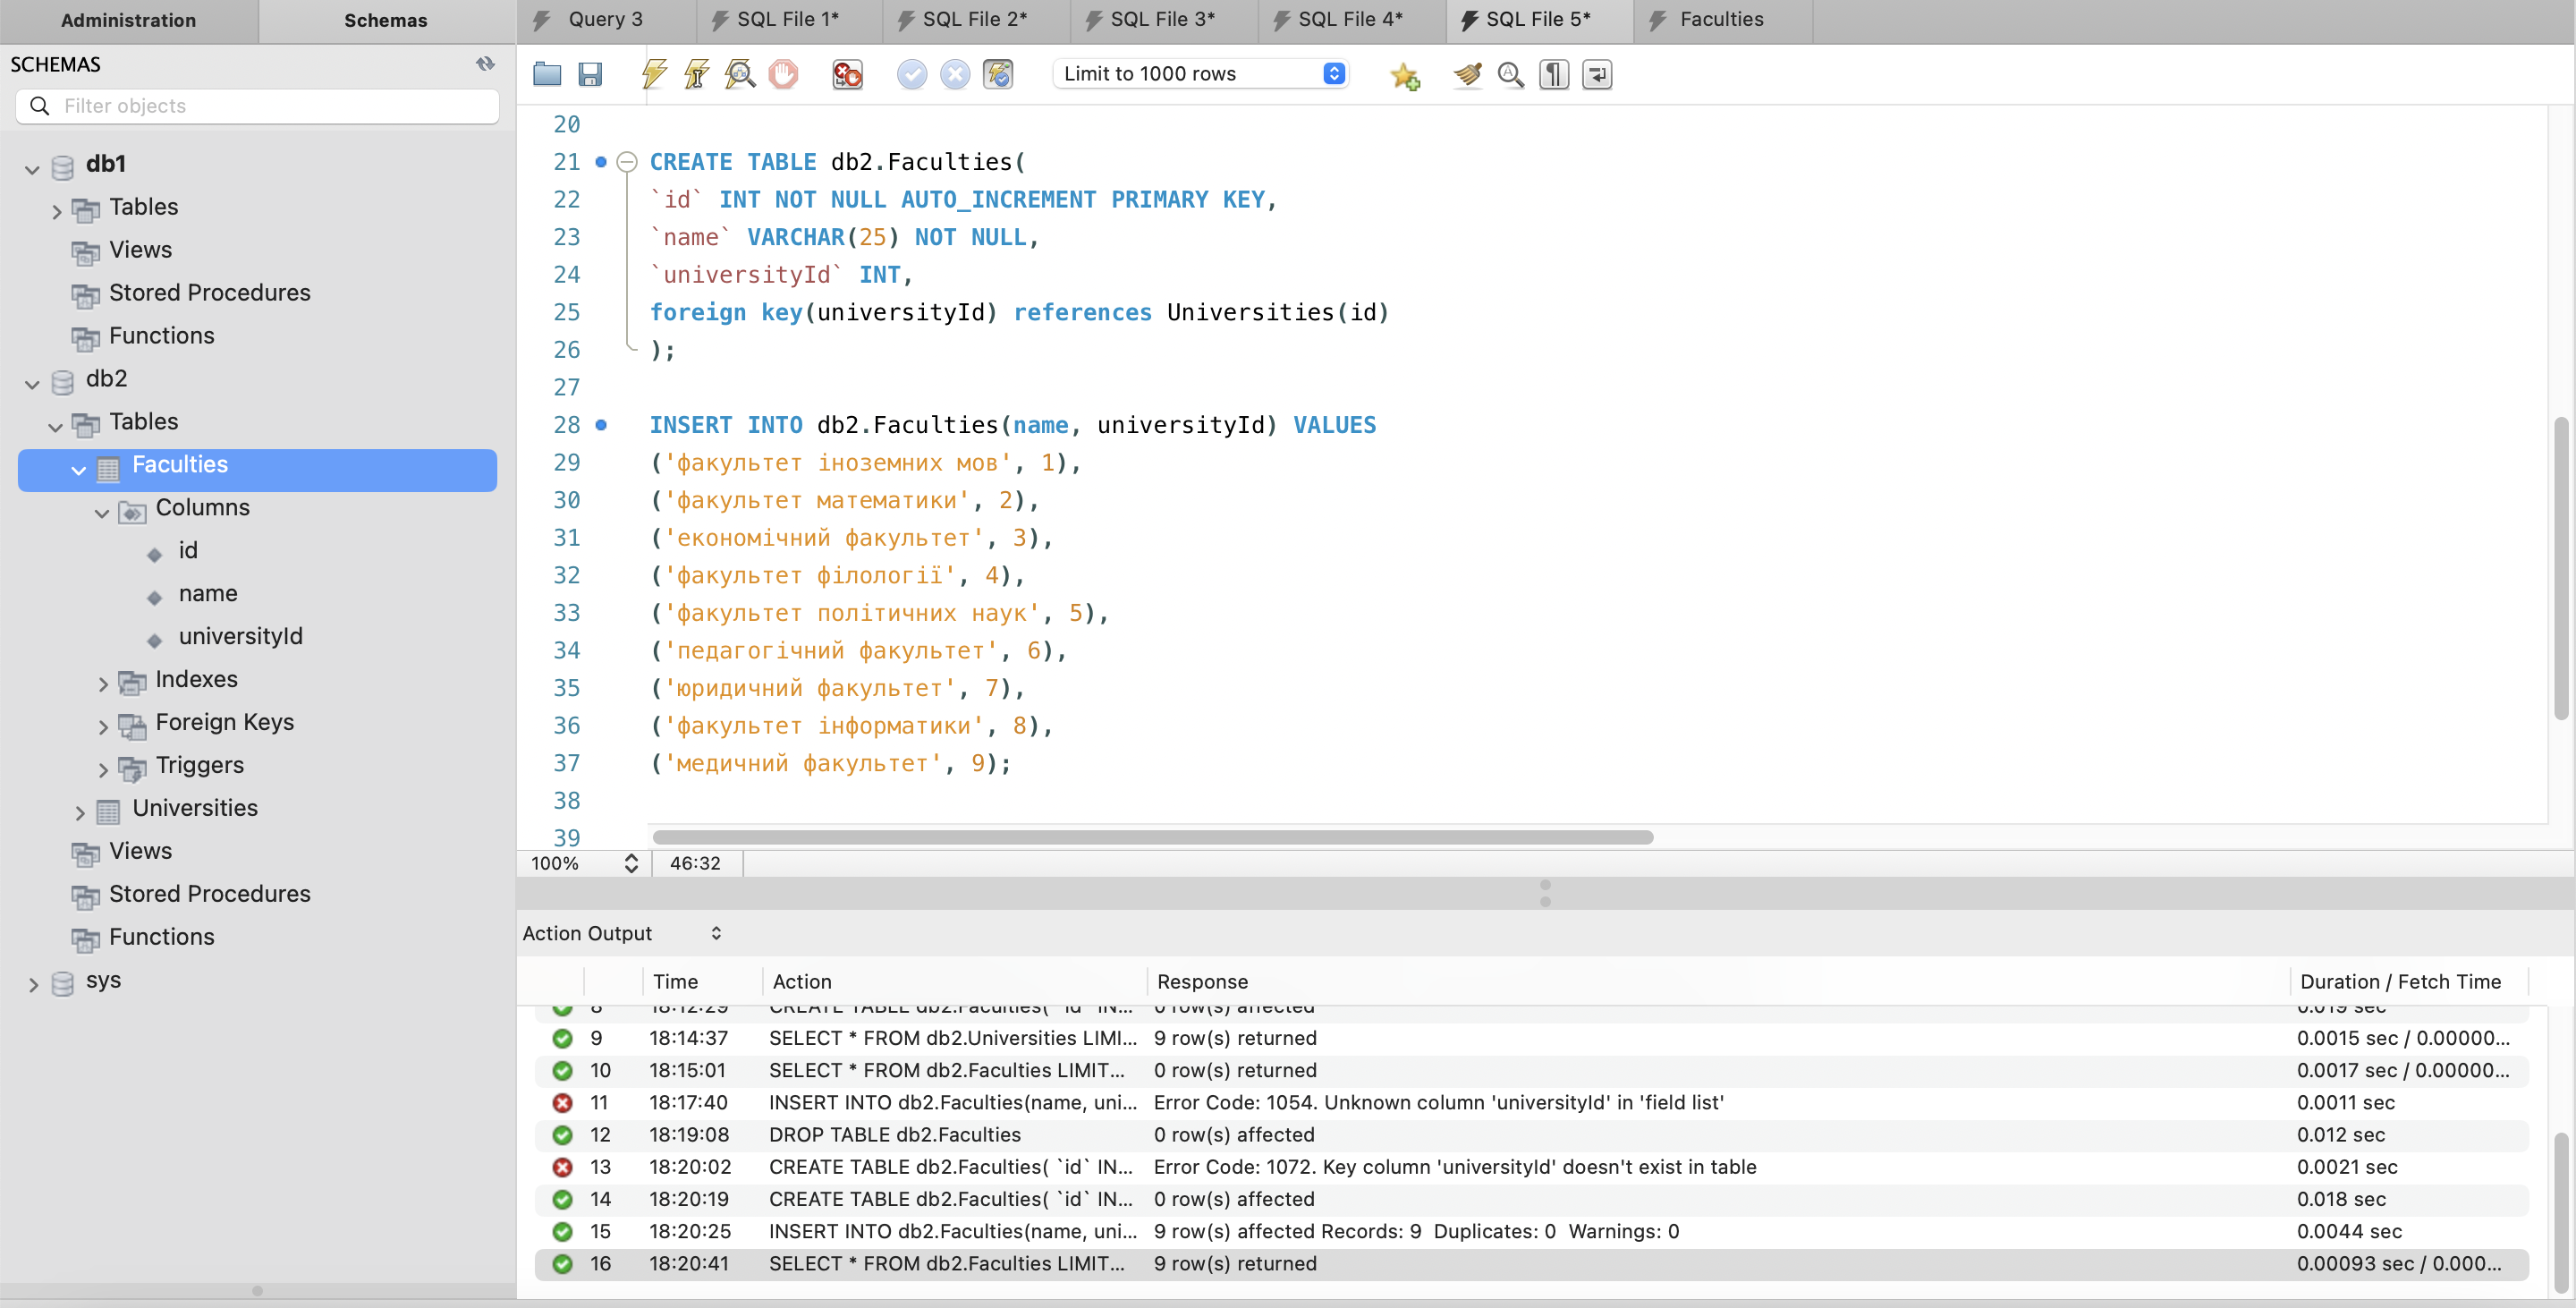 Administration
Schemas
Query 3
SQL File 1*
SQL File 2*
SQL File 3*
SQL File 4*
SQL File 5*
Faculties
SCHEMAS
Filter objects
db1
Tables
Views
Stored Procedures
Functions
db2
Tables
Faculties
Columns
id
name
universityId
Indexes
Foreign Keys
Triggers
Universities
Views
Stored Procedures
Functions
sys
Limit to 1000 rows
20
21 CREATE TABLE db2.Faculties(
22 `id` INT NOT NULL AUTO_INCREMENT PRIMARY KEY,
23 `name` VARCHAR(25) NOT NULL,
24 `universityId` INT,
25 foreign key(universityId) references Universities(id)
26 );
27
28 INSERT INTO db2.Faculties(name, universityId) VALUES
29 ('факультет іноземних мов', 1),
30 ('факультет математики', 2),
31 ('економічний факультет', 3),
32 ('факультет філології', 4),
33 ('факультет політичних наук', 5),
34 ('педагогічний факультет', 6),
35 ('юридичний факультет', 7),
36 ('факультет інформатики', 8),
37 ('медичний факультет', 9);
38
39
100% 46:32
Action Output
Time Action Response Duration / Fetch Time
8 18:12:29 CREATE TABLE db2.Faculties( `id` IN... 0 row(s) affected 0.019 sec
9 18:14:37 SELECT * FROM db2.Universities LIMI... 9 row(s) returned 0.0015 sec / 0.00000...
10 18:15:01 SELECT * FROM db2.Faculties LIMIT... 0 row(s) returned 0.0017 sec / 0.00000...
11 18:17:40 INSERT INTO db2.Faculties(name, uni... Error Code: 1054. Unknown column 'universityId' in 'field list' 0.0011 sec
12 18:19:08 DROP TABLE db2.Faculties 0 row(s) affected 0.012 sec
13 18:20:02 CREATE TABLE db2.Faculties( `id` IN... Error Code: 1072. Key column 'universityId' doesn't exist in table 0.0021 sec
14 18:20:19 CREATE TABLE db2.Faculties( `id` IN... 0 row(s) affected 0.018 sec
15 18:20:25 INSERT INTO db2.Faculties(name, uni... 9 row(s) affected Records: 9 Duplicates: 0 Warnings: 0 0.0044 sec
16 18:20:41 SELECT * FROM db2.Faculties LIMIT... 9 row(s) returned 0.00093 sec / 0.000...